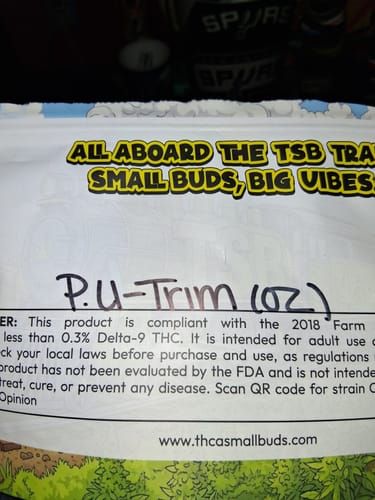 SPURS
SPURS
ALL ABOARD THE TSB TRA
SMALL BUDS, BIG VIBES
P.U-Trim (oz)
ER: This product is compliant with the 2018 Farm
less than 0.3% Delta-9 THC. It is intended for adult use
ck your local laws before purchase and use, as regulations
product has not been evaluated by the FDA and is not intende
treat, cure, or prevent any disease. Scan QR code for strain C
Opinion
www.thcasmallbuds.com